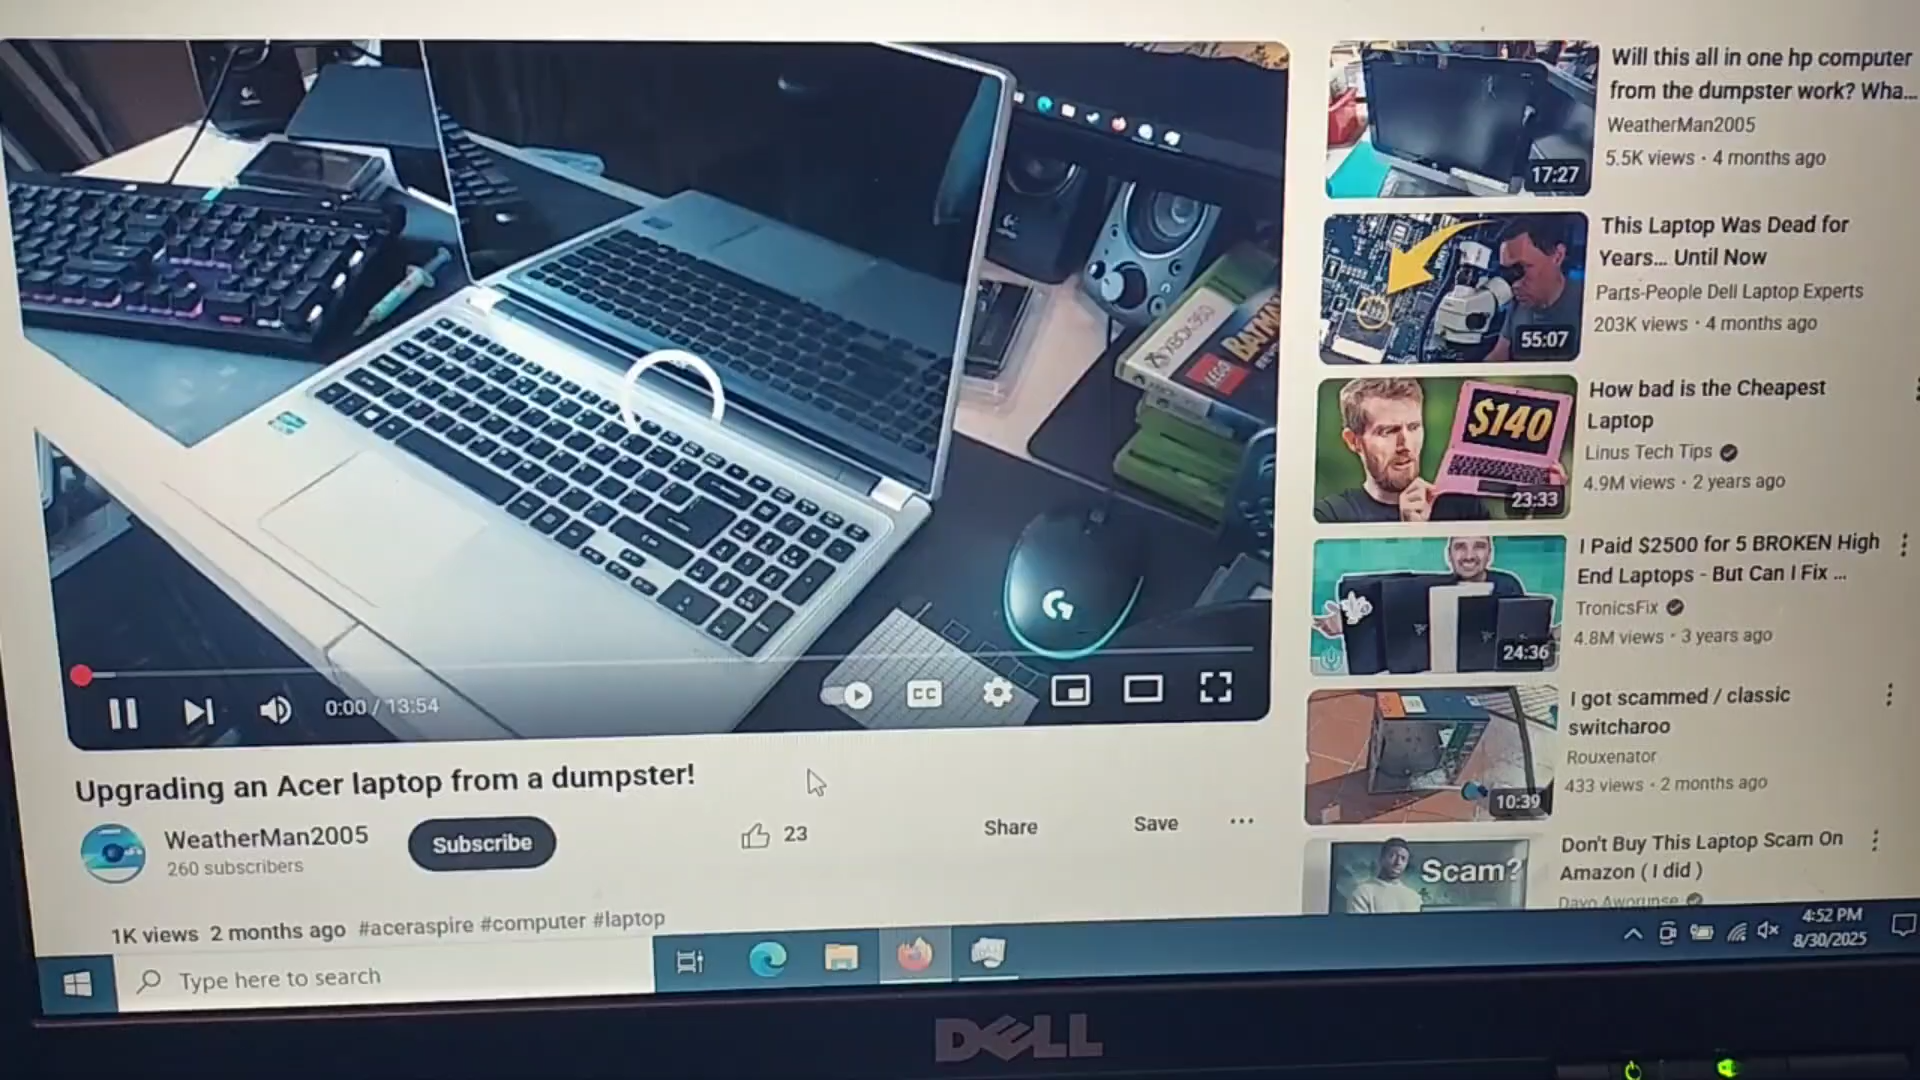 XBOX 360
LEGO
BATMAN
CC
0:00 / 13:54
Upgrading an Acer laptop from a dumpster!
WeatherMan2005
260 subscribers
Subscribe
23
Share
Save
1K views 2 months ago #aceraspire #computer #laptop
17:27
Will this all in one hp computer
from the dumpster work? Wha...
WeatherMan2005
5.5K views • 4 months ago
55:07
This Laptop Was Dead for
Years... Until Now
Parts-People Dell Laptop Experts
203K views • 4 months ago
$140
23:33
How bad is the Cheapest
Laptop
Linus Tech Tips
4.9M views • 2 years ago
24:36
I Paid $2500 for 5 BROKEN High
End Laptops - But Can I Fix ...
TronicsFix
4.8M views • 3 years ago
10:39
I got scammed / classic
switcharoo
Rouxenator
433 views • 2 months ago
Scam?
Don't Buy This Laptop Scam On
Amazon ( I did )
Type here to search
4:52 PM
8/30/2025
DELL